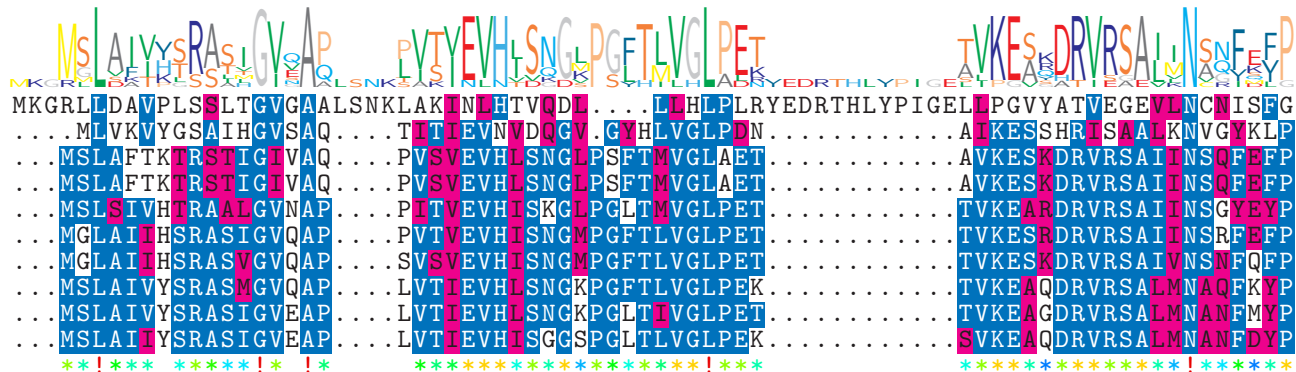 MKGRLLDAVPLSSLTGVGAALSNKLAKINLHTVQDL....LLHLPLRYEDRTHLYPIGELLPGVYATVEGEVLNCNISFG
....MLVKVYGSAIHGVSAQ....TITIEVNVDQGV.GYHLVGLPDN............AIKESSHRISAALKNVGYKLP
...MSLAFTKTRSTIGIVAQ....PVSVEVHLSNGLPSFTMVGLAET............AVKESKDRVRSAIINSQFEFP
...MSLAFTKTRSTIGIVAQ....PVSVEVHLSNGLPSFTMVGLAET............AVKESKDRVRSAIINSQFEFP
...MSLSIVHTRAALGVNAP....PITVEVHISKGLPGLTMVGLPET............TVKEARDRVRSAIINSGYEYP
...MGLAIIHSRASIGVQAP....PVTVEVHISNGMPGFTLVGLPET............TVKESRDRVRSAIINSRFEFP
...MGLAIIHSRASVGVQAP....SVSVEVHISNGMPGFTLVGLPET............TVKESKDRVRSAIVNSNFQFP
...MSLAIVYSRASMGVQAP....LVTIEVHLSNGKPGFTLVGLPEK............TVKEAQDRVRSALMNAQFKYP
...MSLAIVYSRASIGVEAP....LVTIEVHLSNGKPGLTIVGLPEK............TVKEAGDRVRSALMNANFMYP
...MSLAIIYSRASIGVEAP....LVTIEVHISGGSPGLTLVGLPEK............SVKEAQDRVRSALMNANFDYP
**!*** *****!**!*     ******************!***            **************!******